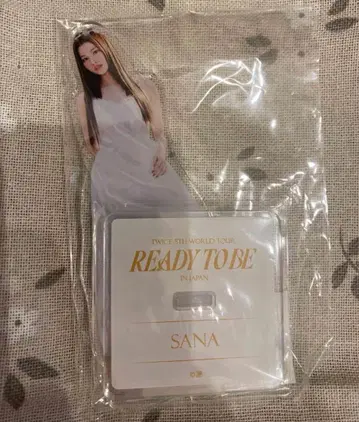 TWICE 5TH WORLD TOUR
READY TO BE
IN JAPAN
SANA